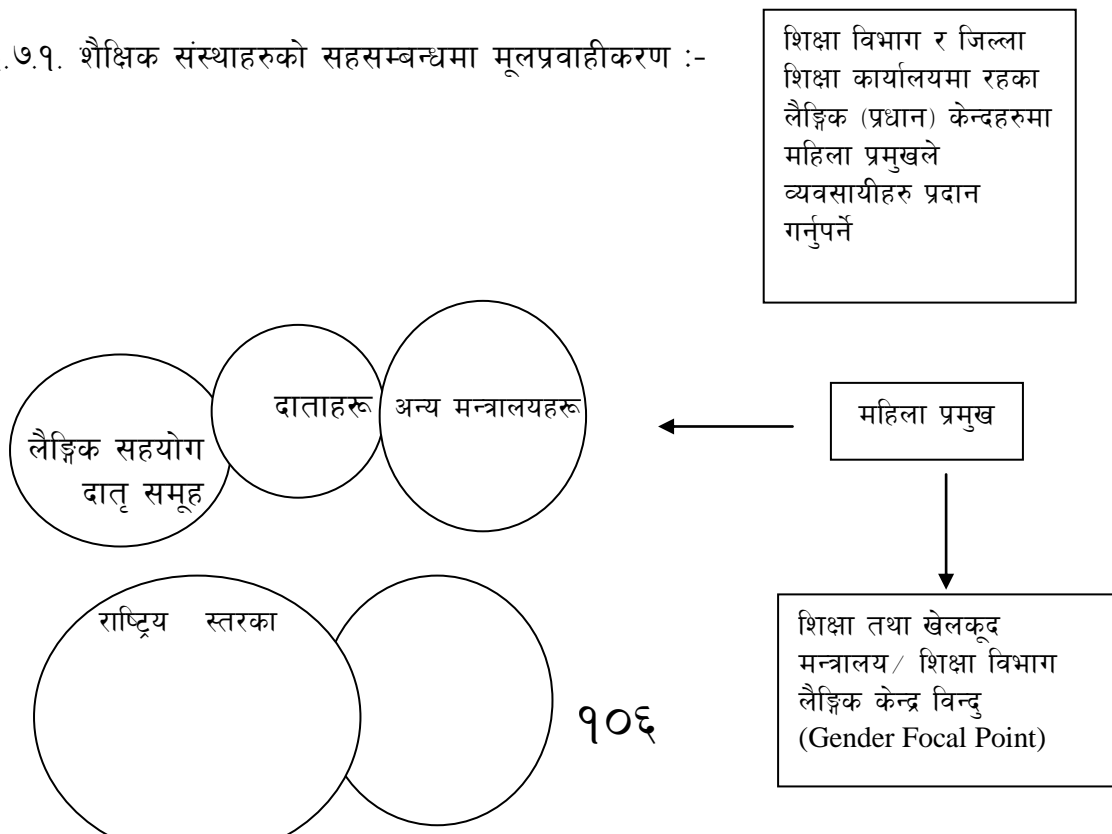 .७.१. शैक्षिक संस्थाहरुको सहसम्बन्धमा मूलप्रवाहीकरण :-
शिक्षा विभाग र जिल्ला
शिक्षा कार्यालयमा रहका
लैङ्गिक (प्रधान) केन्दहरुमा
महिला प्रमुखले
व्यवसायीहरु प्रदान
गर्नुपर्ने
लैङ्गिक सहयोग
दातृ समूह
दाताहरू
अन्य मन्त्रालयहरू
महिला प्रमुख
राष्ट्रिय स्तरका
शिक्षा तथा खेलकूद
मन्त्रालय/ शिक्षा विभाग
लैङ्गिक केन्द्र विन्दु
(Gender Focal Point)
१०६